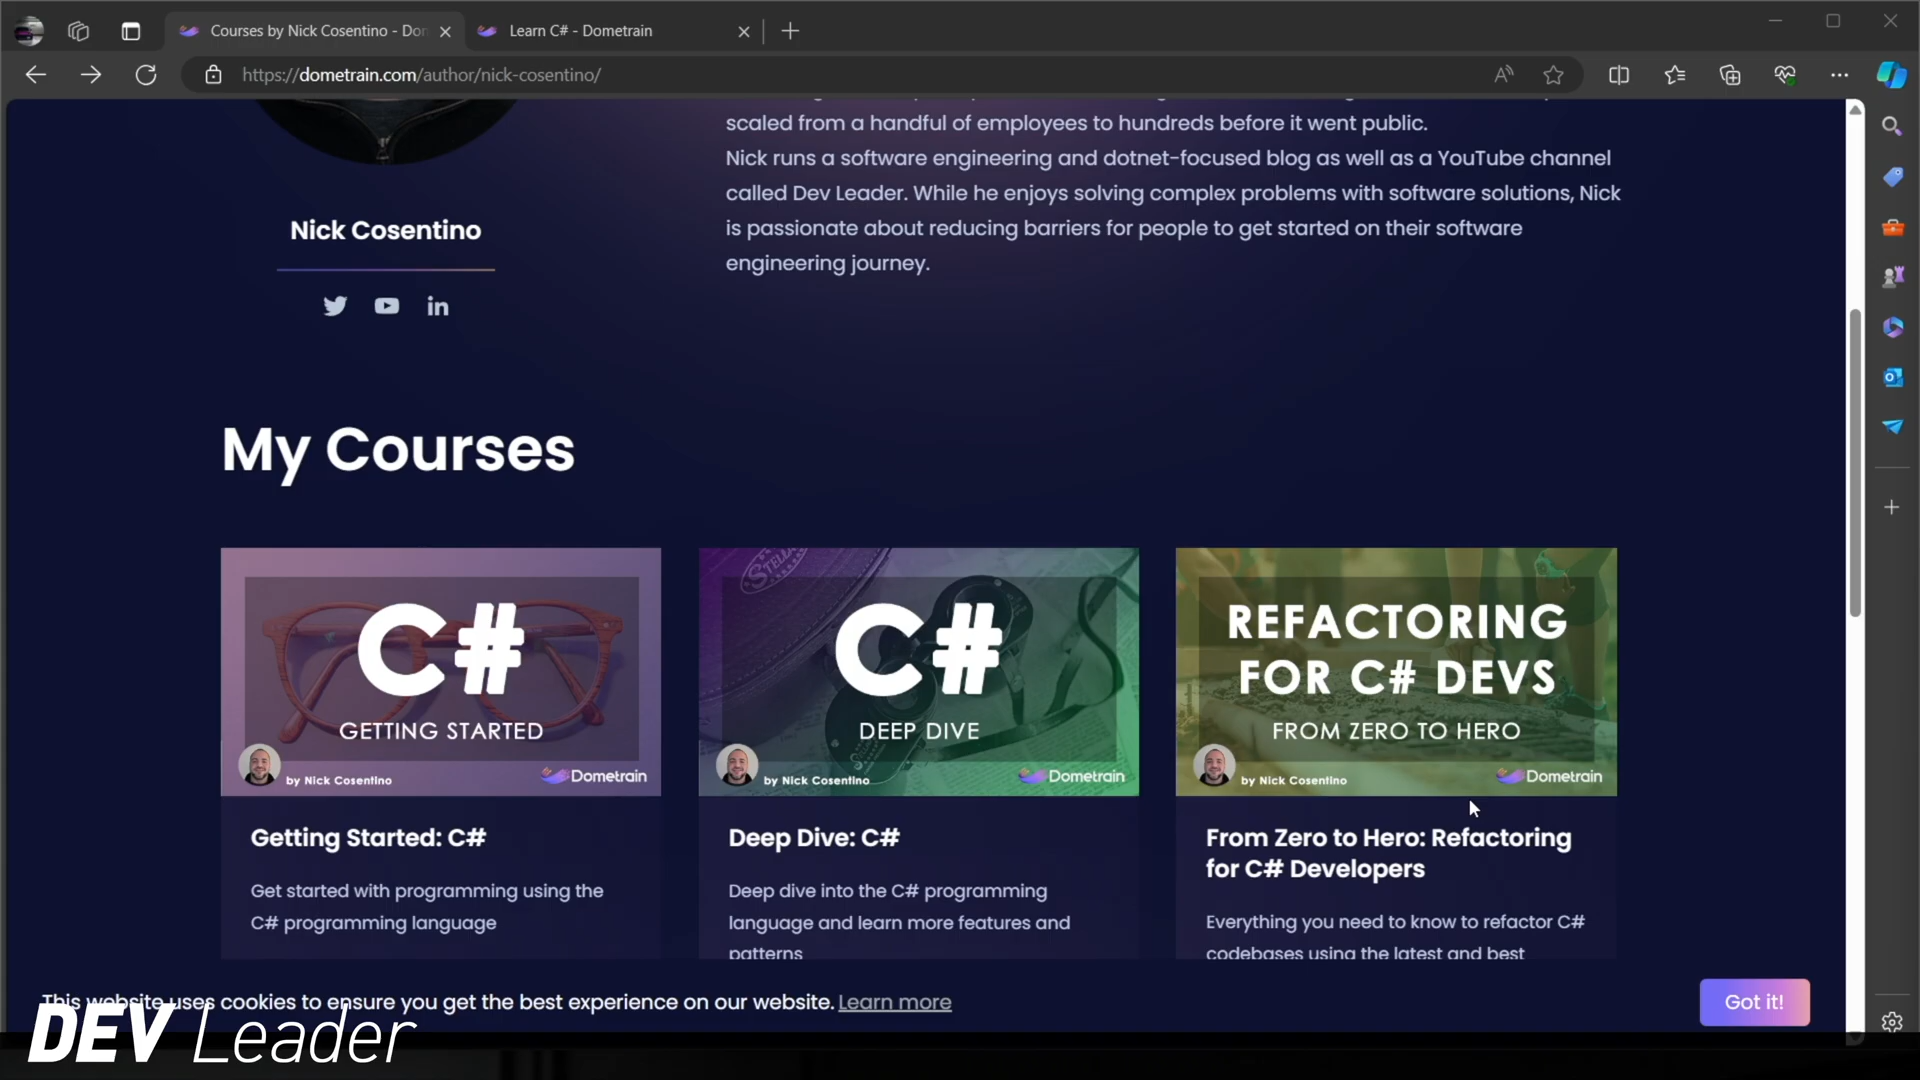 Courses by Nick Cosentino - Dom
Learn C# - Dometrain
https://dometrain.com/author/nick-cosentino/
scaled from a handful of employees to hundreds before it went public.
Nick runs a software engineering and dotnet-focused blog as well as a YouTube channel
called Dev Leader. While he enjoys solving complex problems with software solutions, Nick
is passionate about reducing barriers for people to get started on their software
engineering journey.
Nick Cosentino
My Courses
C#
GETTING STARTED
by Nick Cosentino
Dometrain
C#
DEEP DIVE
by Nick Cosentino
Dometrain
REFACTORING
FOR C# DEVS
FROM ZERO TO HERO
by Nick Cosentino
Dometrain
Getting Started: C#
Get started with programming using the
C# programming language
Deep Dive: C#
Deep dive into the C# programming
language and learn more features and
patterns
From Zero to Hero: Refactoring
for C# Developers
Everything you need to know to refactor C#
codebases using the latest and best
This website uses cookies to ensure you get the best experience on our website. Learn more
Got it!
DEV Leader